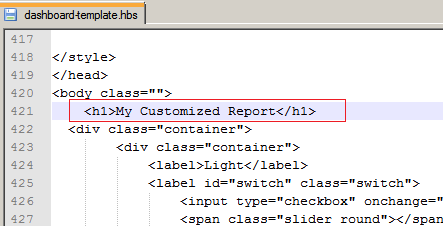 dashboard-template.hbs
417
418 </style>
419 </head>
420 <body class="">
421 <h1>My Customized Report</h1>
422 <div class="container">
423 <div class="container">
424 <label>Light</label>
425 <label id="switch" class="switch">
426 <input type="checkbox" onchange="
427 <span class="slider round"></span